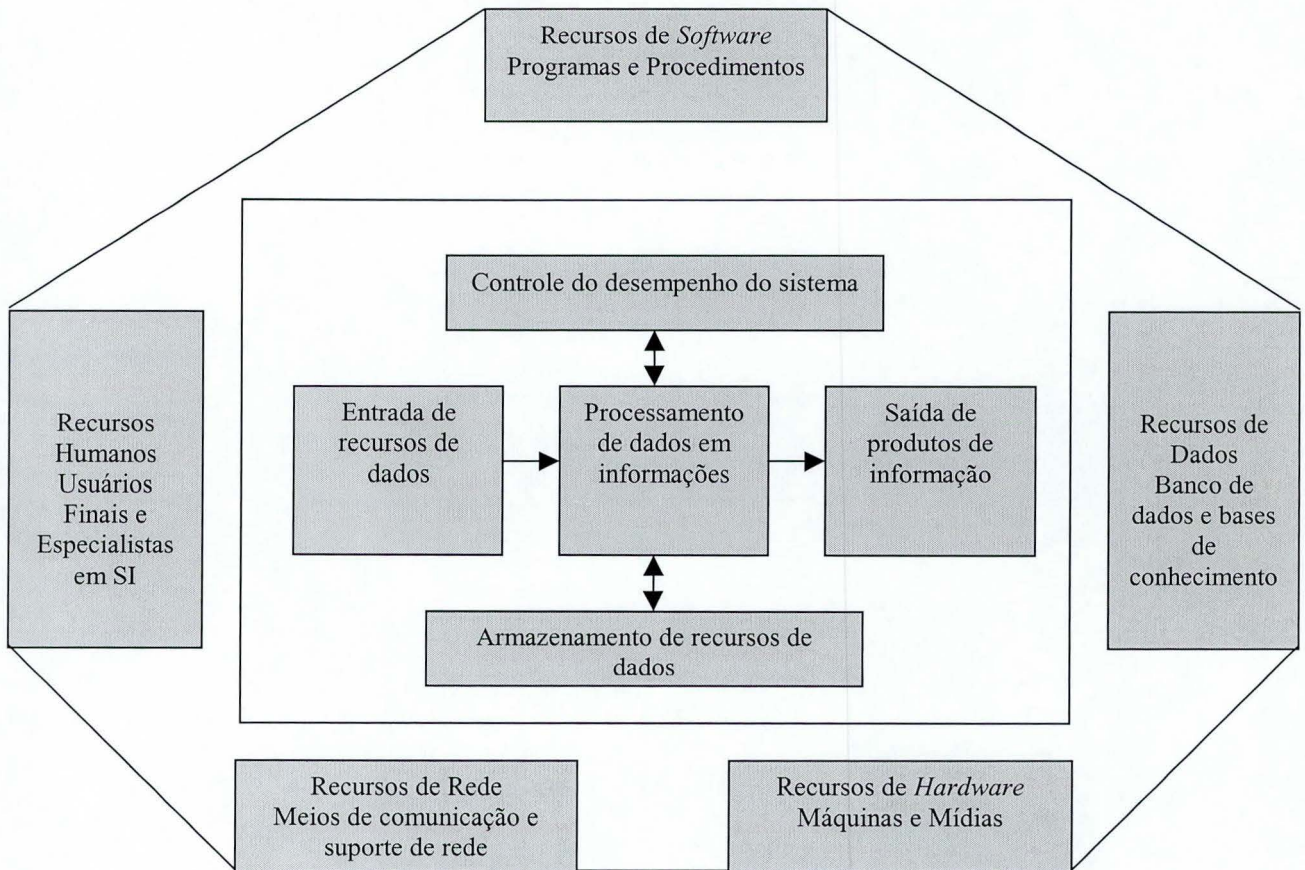 Recursos de Software
Programas e Procedimentos
Controle do desempenho do sistema
Recursos
Humanos
Usuários
Finais e
Especialistas
em SI
Entrada de
recursos de
dados
Processamento
de dados em
informações
Saída de
produtos de
informação
Recursos de
Dados
Banco de
dados e bases
de
conhecimento
Armazenamento de recursos de
dados
Recursos de Rede
Meios de comunicação e
suporte de rede
Recursos de Hardware
Máquinas e Mídias